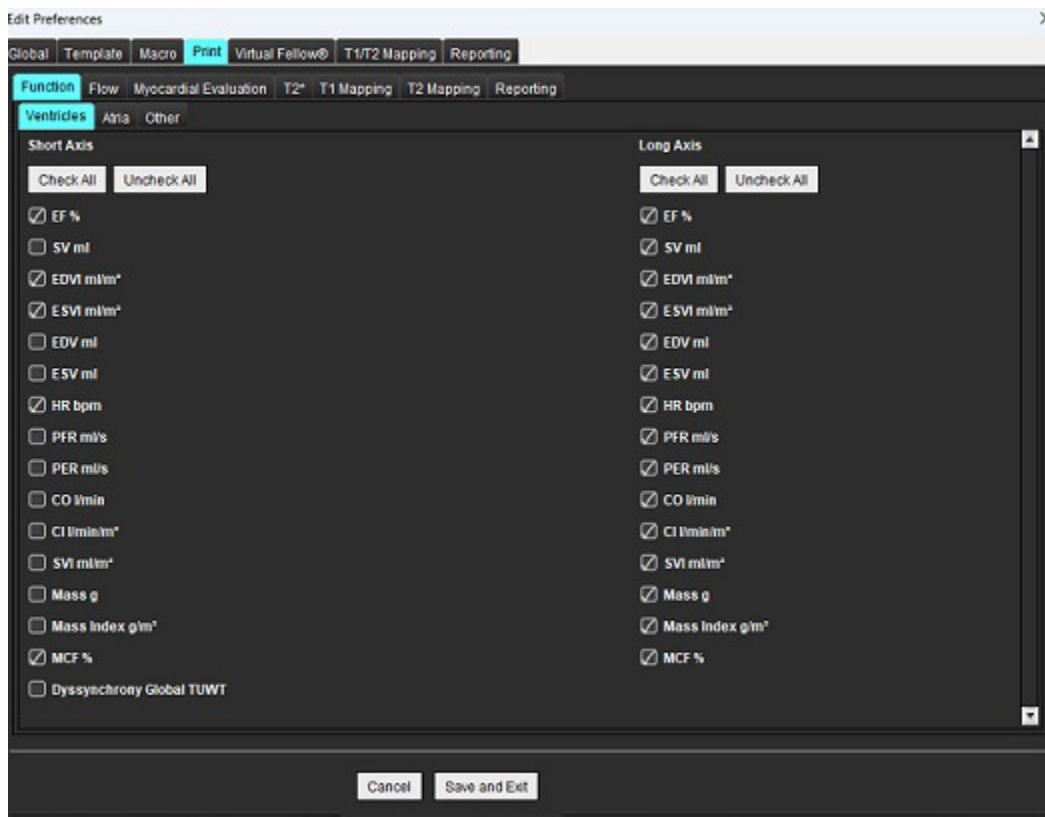 Edit Preferences
Global Template Macro Print Virtual Fellow® T1/T2 Mapping Reporting
Function Flow Myocardial Evaluation T2* T1 Mapping T2 Mapping Reporting
Ventricles Atria Other
Short Axis Long Axis
Check All Uncheck All Check All Uncheck All
EF % EF %
SV ml SV ml
EDVI ml/m² EDVI ml/m²
ESVI ml/m² ESVI ml/m²
EDV ml EDV ml
ESV ml ESV ml
HR bpm HR bpm
PFR ml/s PFR ml/s
PER ml/s PER ml/s
CO l/min CO l/min
CI l/min/m² CI l/min/m²
SVI ml/m² SVI ml/m²
Mass g Mass g
Mass Index g/m² Mass Index g/m²
MCF % MCF %
Dyssynchrony Global TUWT
Cancel Save and Exit